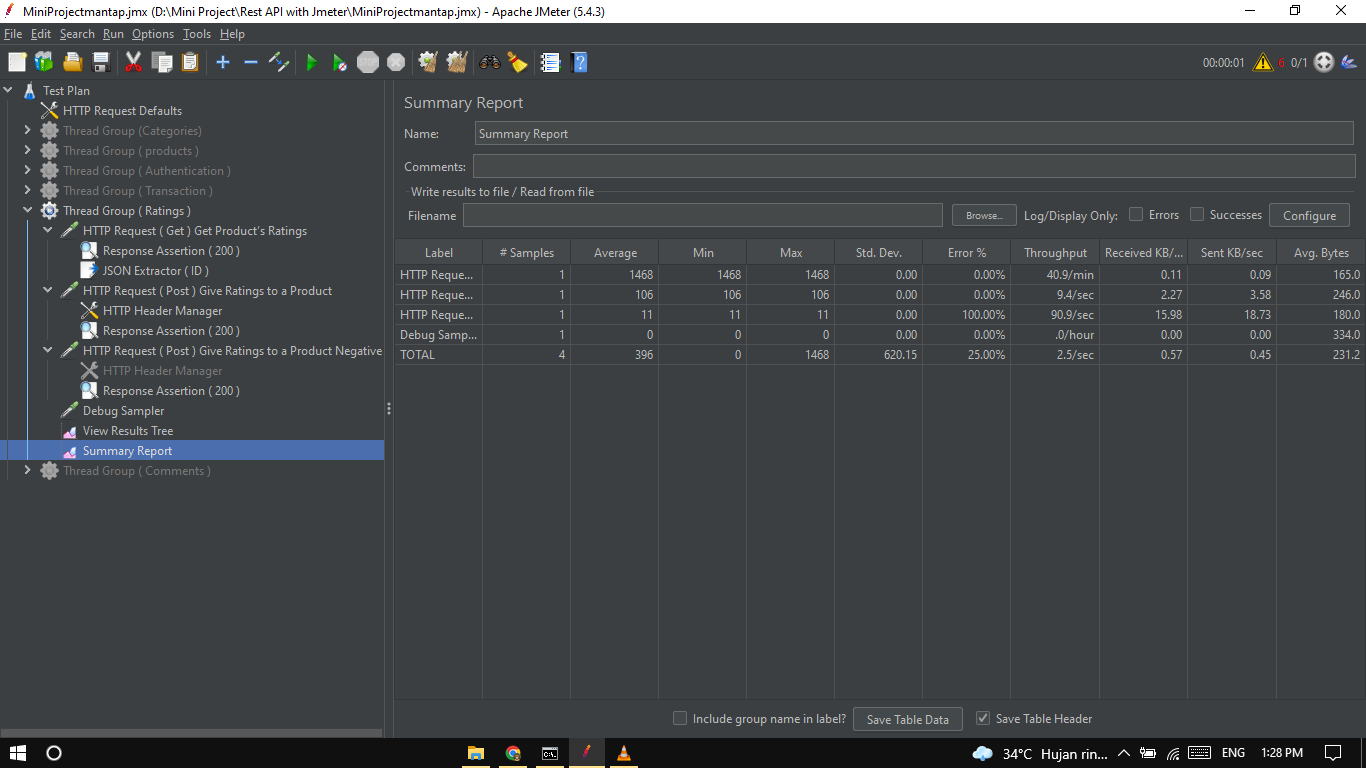 MiniProjectmantap.jmx (D:\Mini Project\Rest API with Jmeter\MiniProjectmantap.jmx) - Apache JMeter (5.4.3)
File Edit Search Run Options Tools Help
STOP 00:00:01 6 0/1
Test Plan
HTTP Request Defaults
Thread Group (Categories)
Thread Group ( products )
Thread Group ( Authentication )
Thread Group ( Transaction )
Thread Group ( Ratings )
HTTP Request ( Get ) Get Product's Ratings
Response Assertion ( 200 )
JSON Extractor ( ID )
HTTP Request ( Post ) Give Ratings to a Product
HTTP Header Manager
Response Assertion ( 200 )
HTTP Request ( Post ) Give Ratings to a Product Negative
HTTP Header Manager
Response Assertion ( 200 )
Debug Sampler
View Results Tree
Summary Report
Thread Group ( Comments )
Summary Report
Name: Summary Report
Comments:
Write results to file / Read from file
Filename Browse... Log/Display Only: Errors Successes Configure
Label # Samples Average Min Max Std. Dev. Error % Throughput Received KB/... Sent KB/sec Avg. Bytes
HTTP Reque... 1 1468 1468 1468 0.00 0.00% 40.9/min 0.11 0.09 165.0
HTTP Reque... 1 106 106 106 0.00 0.00% 9.4/sec 2.27 3.58 246.0
HTTP Reque... 1 11 11 11 0.00 100.00% 90.9/sec 15.98 18.73 180.0
Debug Samp... 1 0 0 0 0.00 0.00% .0/hour 0.00 0.00 334.0
TOTAL 4 396 0 1468 620.15 25.00% 2.5/sec 0.57 0.45 231.2
Include group name in label? Save Table Data Save Table Header
34°C Hujan rin... ENG 1:28 PM